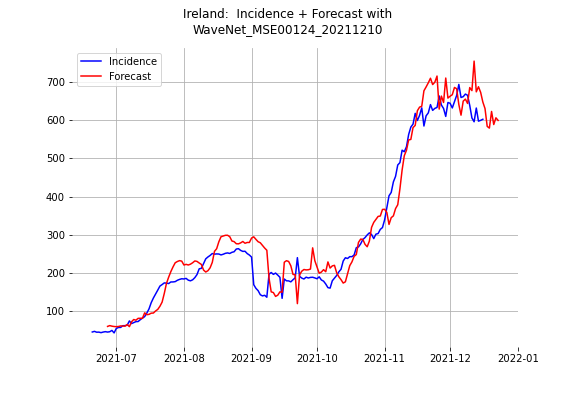 Ireland:  Incidence + Forecast with
WaveNet_MSE00124_20211210
Incidence
Forecast
700
600
500
400
300
200
100
2021-07 2021-08 2021-09 2021-10 2021-11 2021-12 2022-01